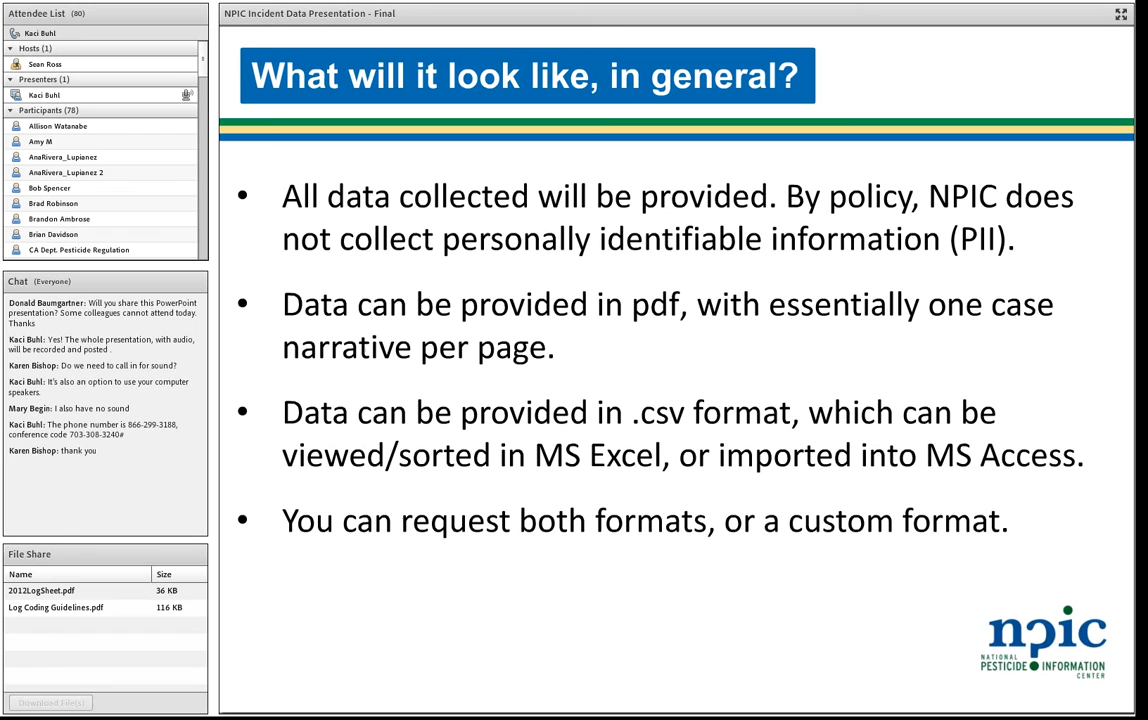 Attendee List (80)
Kaci Buhl
Hosts (1)
Sean Ross
Presenters (1)
Kaci Buhl
Participants (78)
Allison Watanabe
Amy M
AnaRivera_Lupianez
AnaRivera_Lupianez 2
Bob Spencer
Brad Robinson
Brandon Ambrose
Brian Davidson
CA Dept. Pesticide Regulation
Chat (Everyone)
Donald Baumgartner: Will you share this PowerPoint
presentation? Some colleagues cannot attend today.
Thanks
Kaci Buhl: Yes! The whole presentation, with audio,
will be recorded and posted .
Karen Bishop: Do we need to call in for sound?
Kaci Buhl: It's also an option to use your computer
speakers.
Mary Begin: I also have no sound
Kaci Buhl: The phone number is 866-299-3188,
conference code 703-308-3240#
Karen Bishop: thank you
File Share
Name Size
2012LogSheet.pdf 36 KB
Log Coding Guidelines.pdf 116 KB
Download File(s)
NPIC Incident Data Presentation - Final
What will it look like, in general?
• All data collected will be provided. By policy, NPIC does
not collect personally identifiable information (PII).
• Data can be provided in pdf, with essentially one case
narrative per page.
• Data can be provided in .csv format, which can be
viewed/sorted in MS Excel, or imported into MS Access.
• You can request both formats, or a custom format.
npic
NATIONAL
PESTICIDE INFORMATION
CENTER